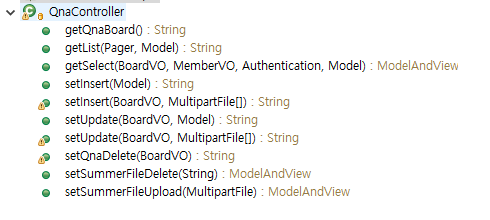 QnaController
getQnaBoard() : String
getList(Pager, Model) : String
getSelect(BoardVO, MemberVO, Authentication, Model) : ModelAndView
setInsert(Model) : String
setInsert(BoardVO, MultipartFile[]) : String
setUpdate(BoardVO, Model) : String
setUpdate(BoardVO, MultipartFile[]) : String
setQnaDelete(BoardVO) : String
setSummerFileDelete(String) : ModelAndView
setSummerFileUpload(MultipartFile) : ModelAndView